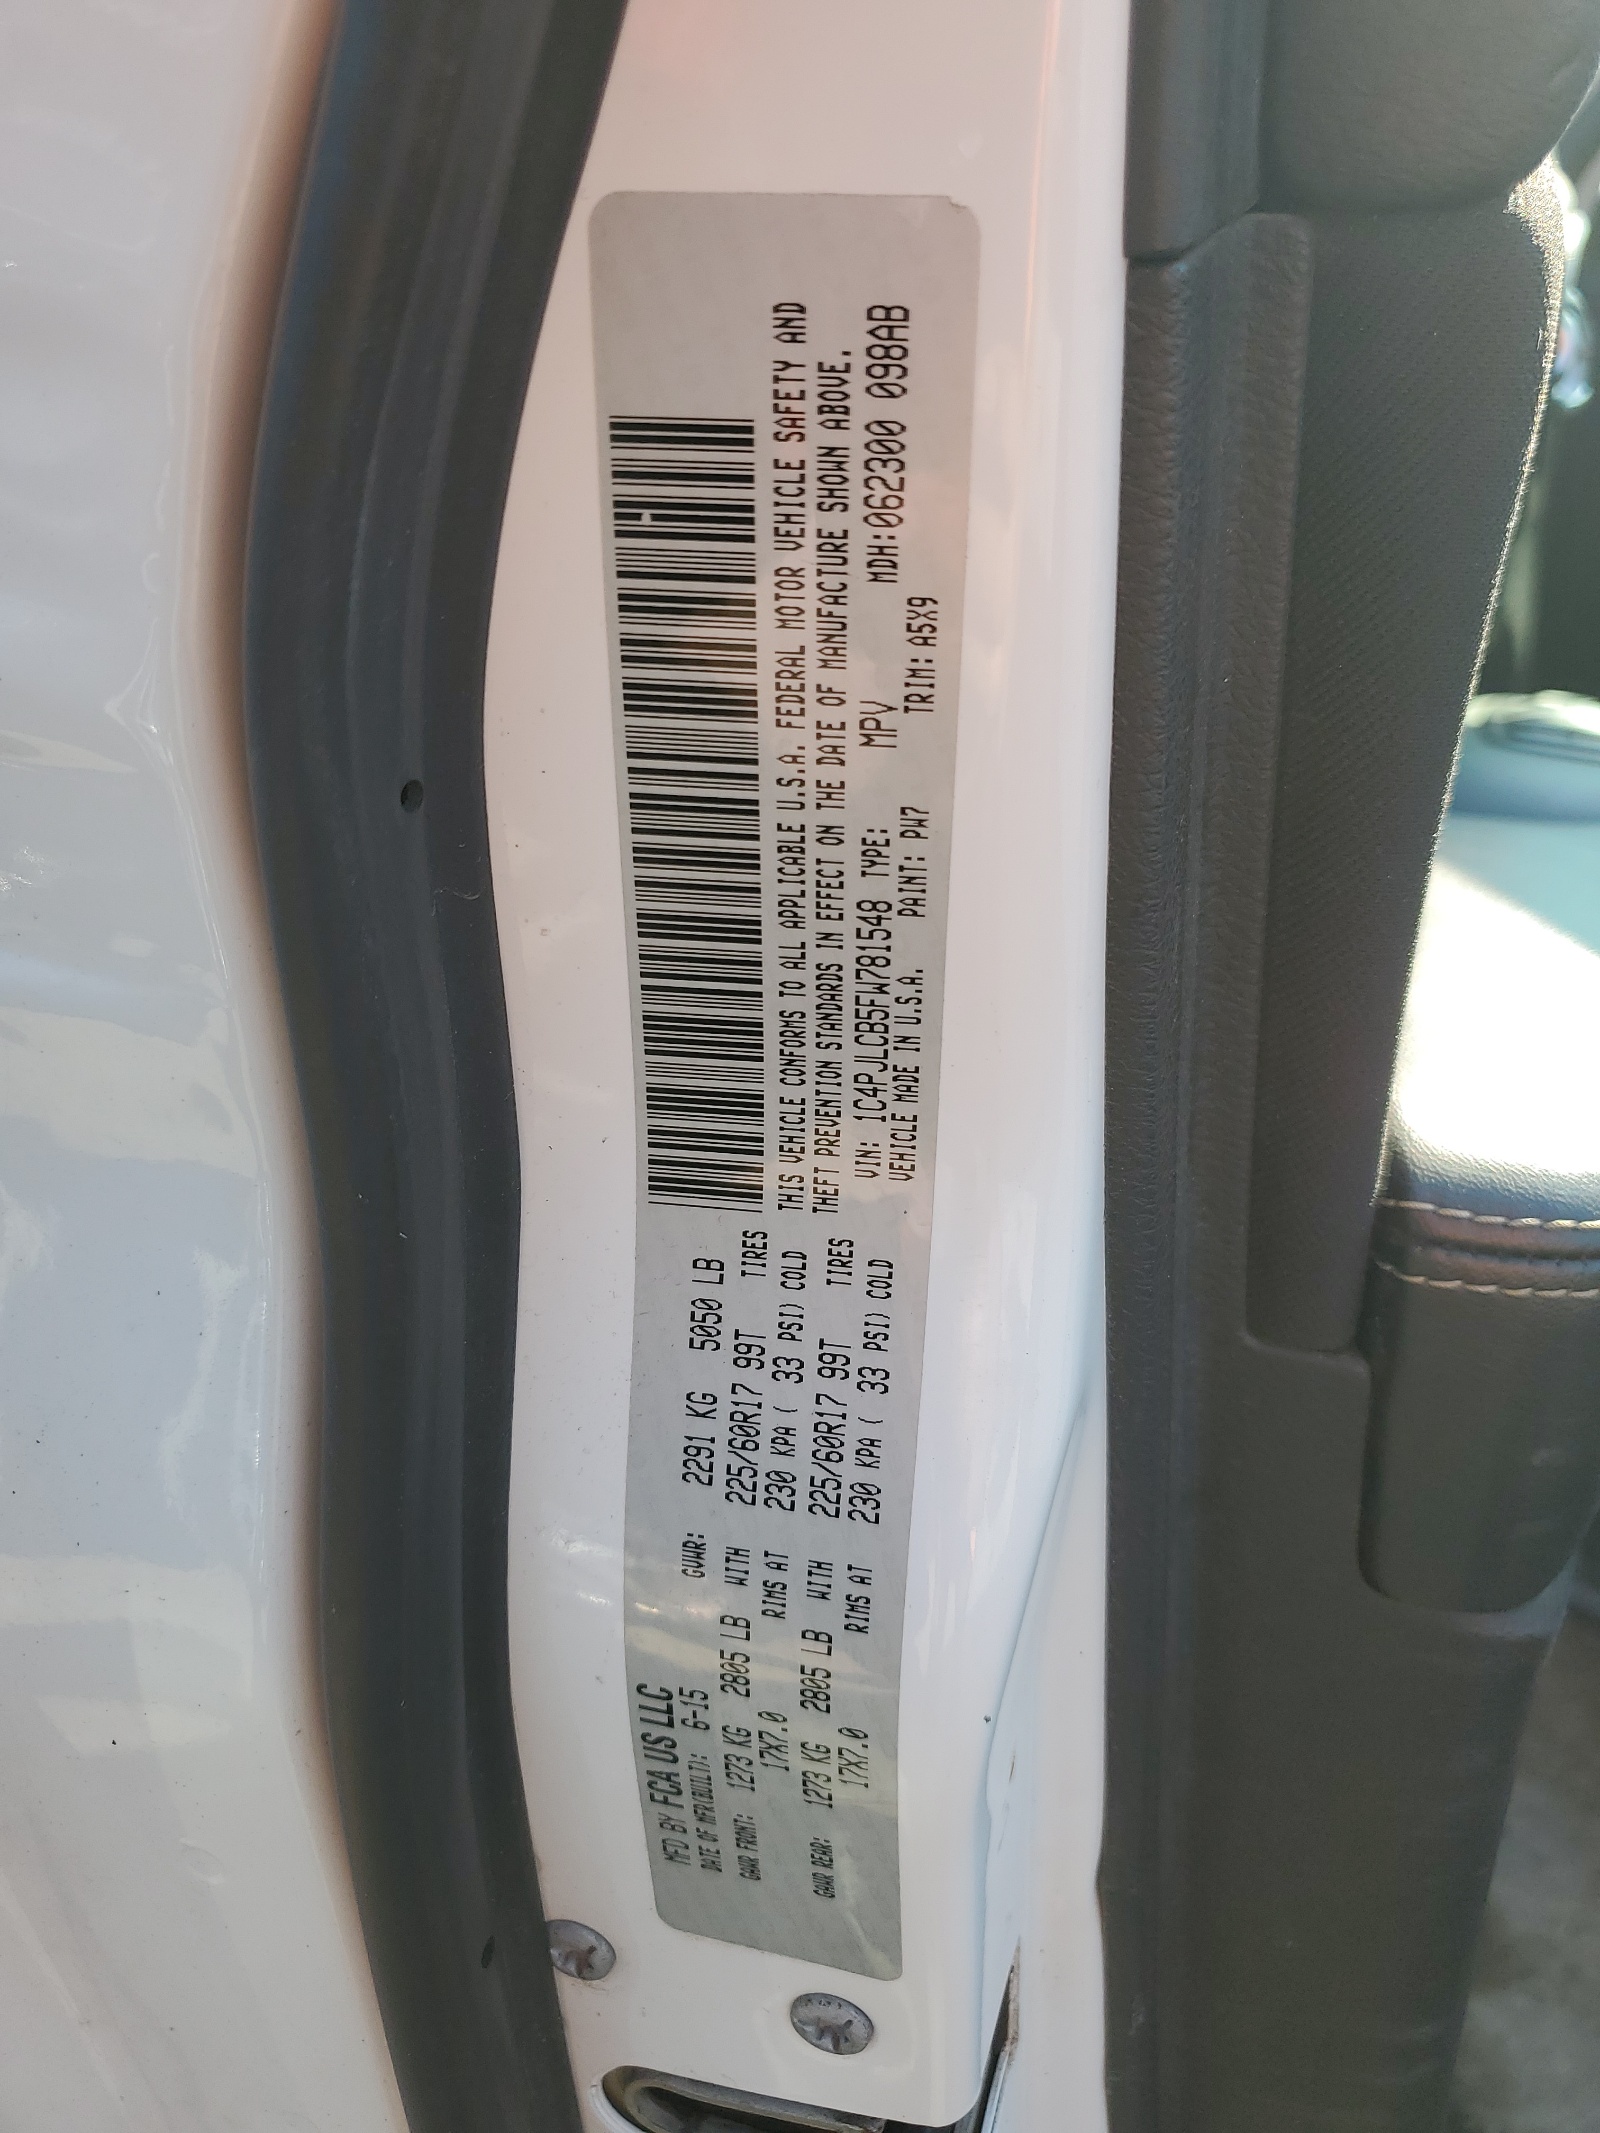 MFD BY FCA US LLC
DATE OF MFR(BUILT): 6-15 GVWR: 2291 KG 5050 LB
GAWR FRONT: 1273 KG 2805 LB WITH 225/60R17 99T TIRES
17X7.0 RIMS AT 230 KPA ( 33 PSI) COLD
GAWR REAR: 1273 KG 2805 LB WITH 225/60R17 99T TIRES
17X7.0 RIMS AT 230 KPA ( 33 PSI) COLD
THIS VEHICLE CONFORMS TO ALL APPLICABLE U.S.A. FEDERAL MOTOR VEHICLE SAFETY AND
THEFT PREVENTION STANDARDS IN EFFECT ON THE DATE OF MANUFACTURE SHOWN ABOVE.
VIN: 1C4PJLCB5FW781548 TYPE: MPV MDH:062300 098AB
VEHICLE MADE IN U.S.A. PAINT: PW7 TRIM: A5X9